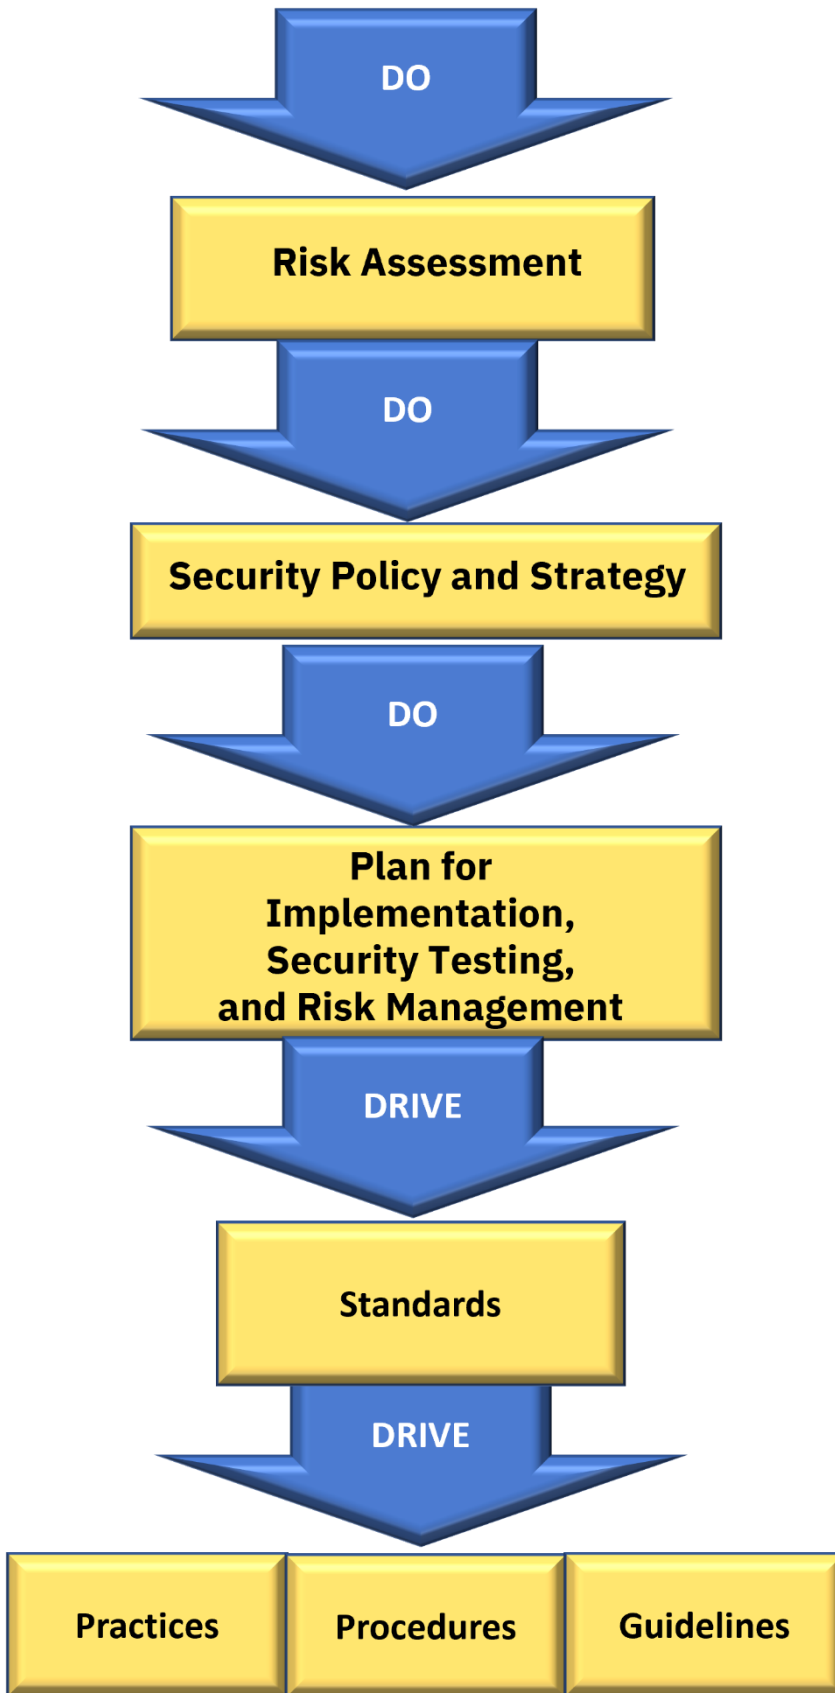 DO
Risk Assessment
DO
Security Policy and Strategy
DO
Plan for
Implementation,
Security Testing,
and Risk Management
DRIVE
Standards
DRIVE
Practices
Procedures
Guidelines